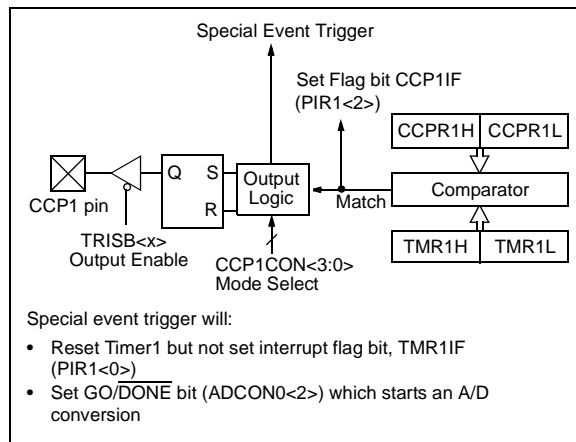 Special Event Trigger
Set Flag bit CCP1IF
(PIR1<2>)
CCPR1H CCPR1L
Q S
R
Output
Logic
Match
Comparator
CCP1 pin
TRISB<x>
Output Enable
CCP1CON<3:0>
Mode Select
TMR1H TMR1L
Special event trigger will:
• Reset Timer1 but not set interrupt flag bit, TMR1IF
(PIR1<0>)
• Set GO/DONE bit (ADCON0<2>) which starts an A/D
conversion